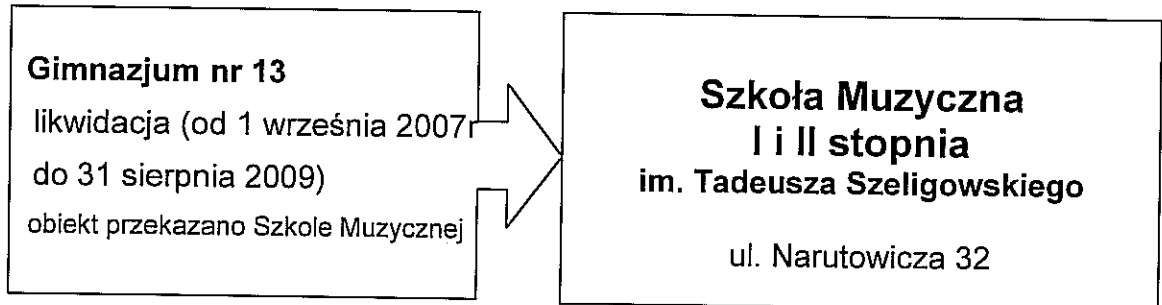 Gimnazjum nr 13
likwidacja (od 1 września 2007r
do 31 sierpnia 2009)
obiekt przekazano Szkole Muzycznej
Szkoła Muzyczna
I i II stopnia
im. Tadeusza Szeligowskiego
ul. Narutowicza 32